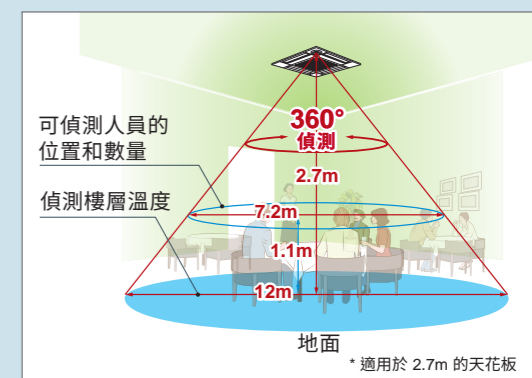 360°
偵測
可偵測人員的
位置和數量
2.7m
偵測樓層溫度
7.2m
1.1m
12m
地面
* 適用於 2.7m 的天花板